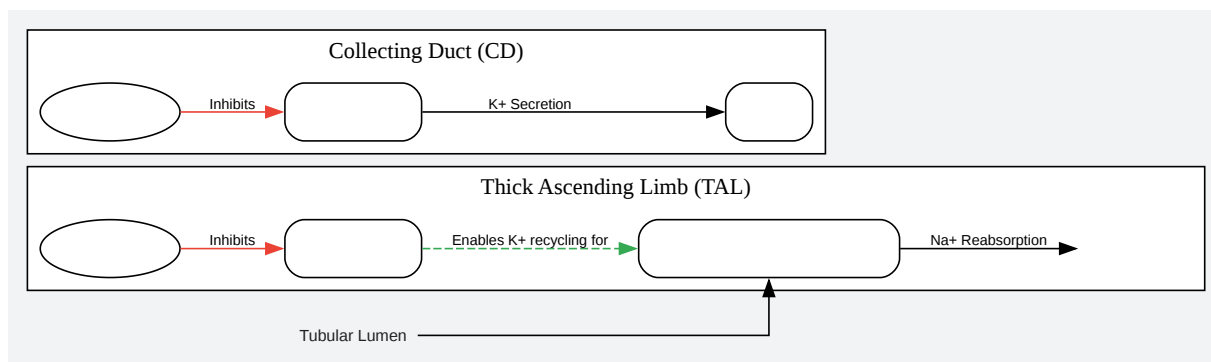 Collecting Duct (CD)
Inhibits
K+ Secretion
Thick Ascending Limb (TAL)
Inhibits
Enables K+ recycling for
Na+ Reabsorption
Tubular Lumen